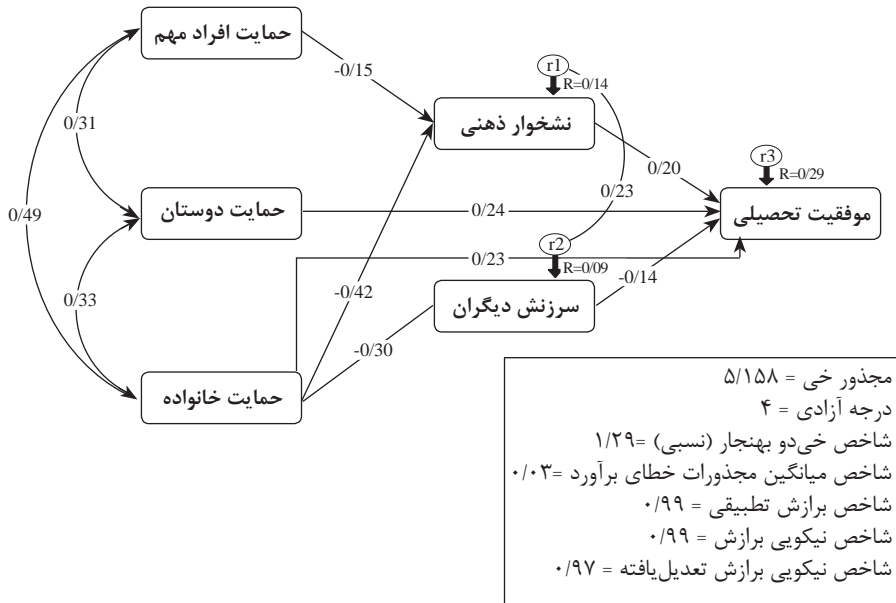 حمایت افراد مهم
-0/15
r1
R=0/14
نشخوار ذهنی
0/31
0/20
r3
R=0/29
0/23
0/49
حمایت دوستان
0/24
موفقیت تحصیلی
r2
0/23
R=0/09
-0/14
0/33
-0/42
سرزنش دیگران
-0/30
حمایت خانواده
مجذور خی = ۵/۱۵۸
درجه آزادی = ۴
شاخص خی‌دو بهنجار (نسبی) =۱/۲۹
شاخص میانگین مجذورات خطای برآورد =۰/۰۳
شاخص برازش تطبیقی = ۰/۹۹
شاخص نیکویی برازش = ۰/۹۹
شاخص نیکویی برازش تعدیل‌یافته = ۰/۹۷